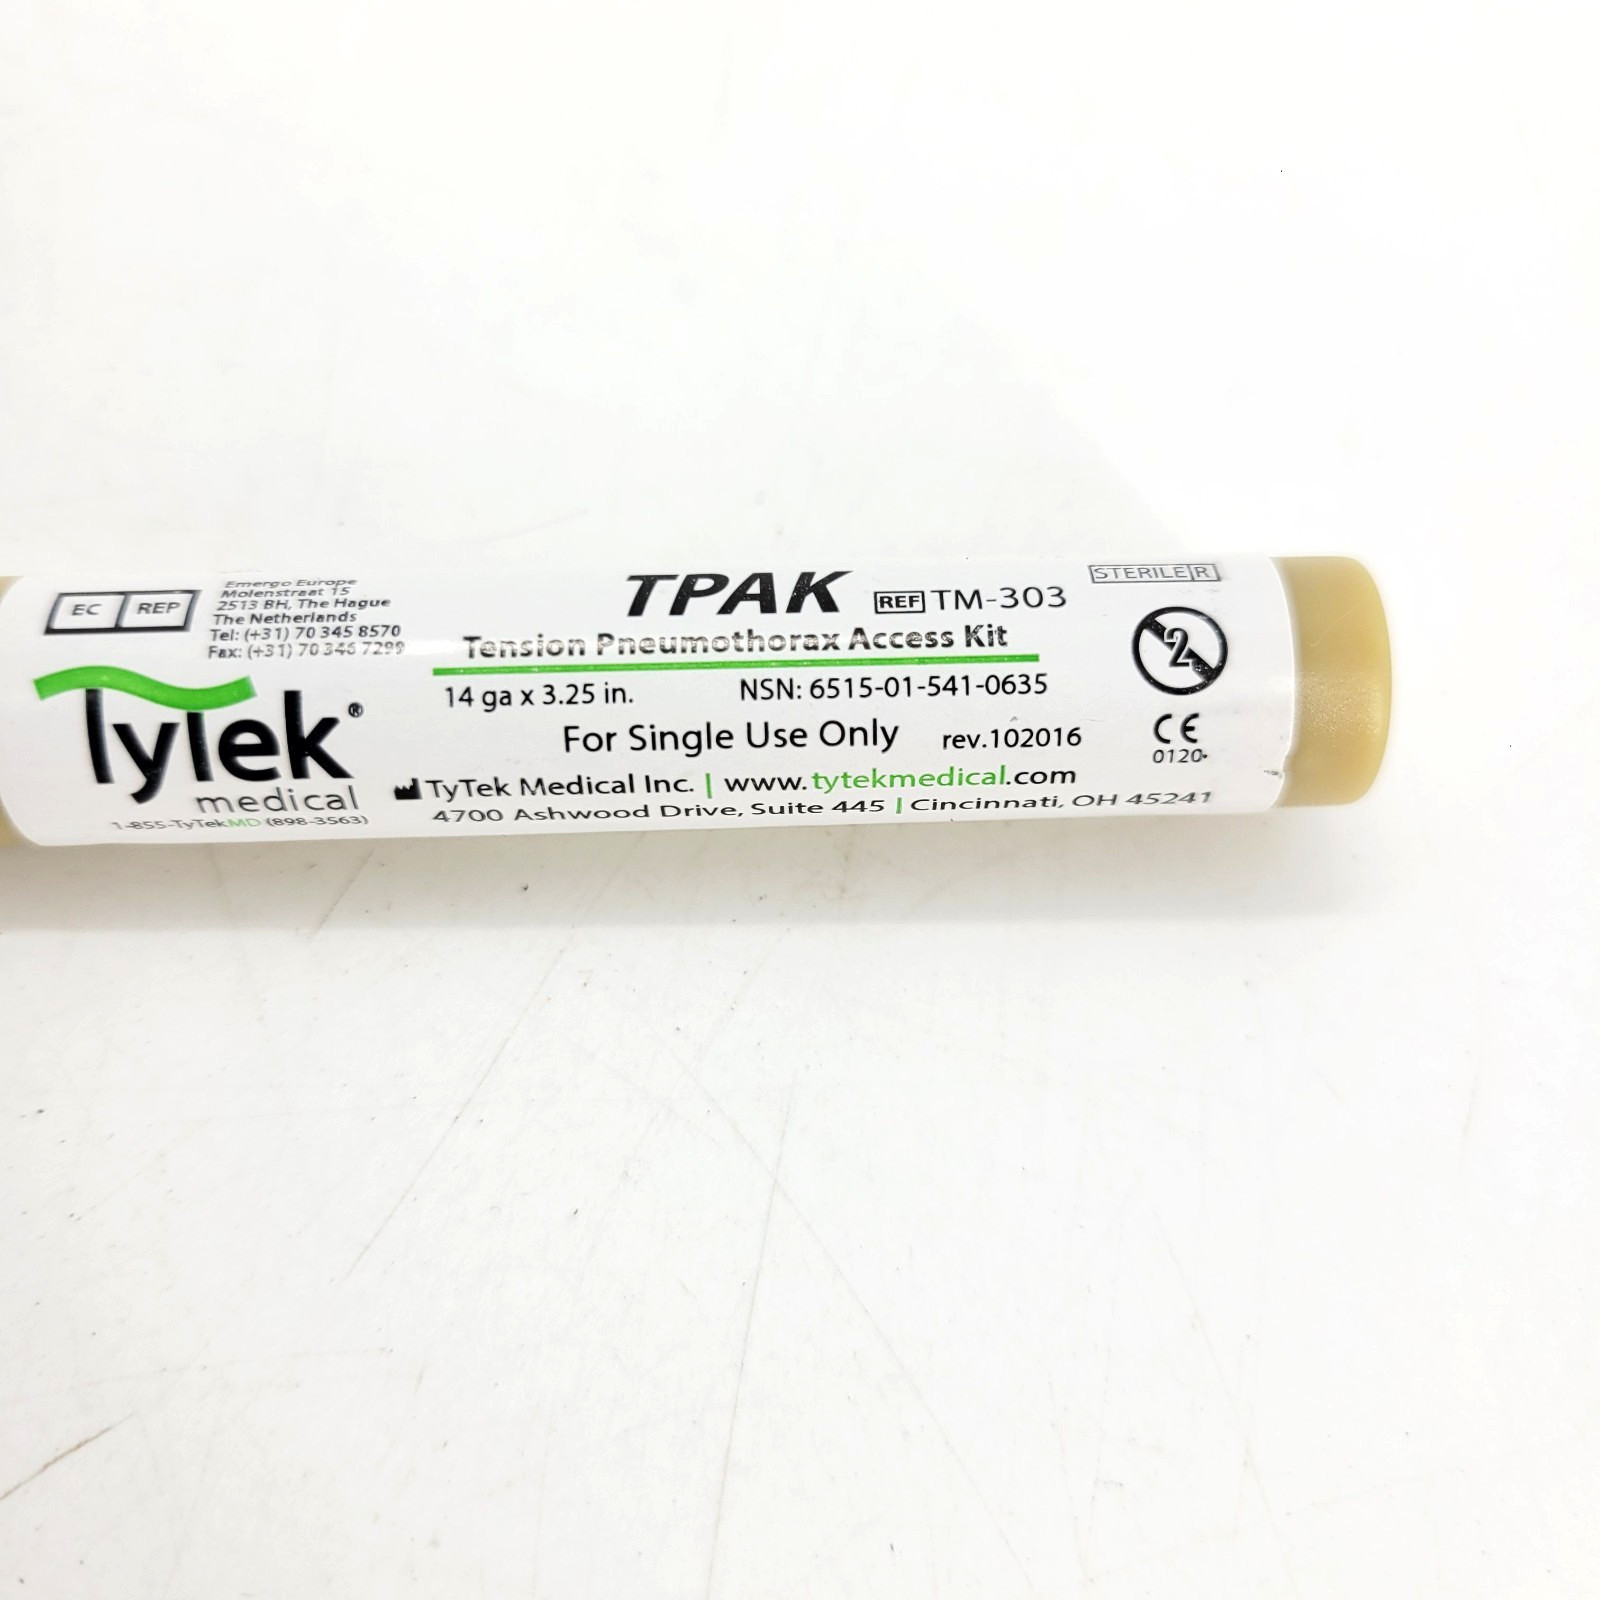 EC REP
Emergo Europe
Molenstraat 15
2513 BH, The Hague
The Netherlands
Tel: (+31) 70 345 8570
Fax: (+31) 70 346 7299
TyTek®
medical
1-855-TyTekMD (898-3563)
TPAK REF TM-303
Tension Pneumothorax Access Kit
14 ga x 3.25 in. NSN: 6515-01-541-0635
For Single Use Only rev.102016
TyTek Medical Inc. | www.tytekmedical.com
4700 Ashwood Drive, Suite 445 | Cincinnati, OH 45241
STERILE R
2
CE
0120